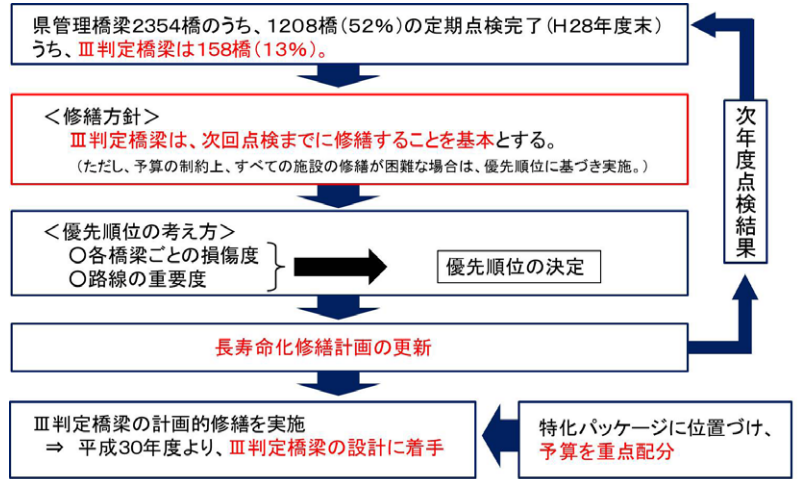 県管理橋梁2354橋のうち、1208橋(52%)の定期点検完了(H28年度末)
うち、Ⅲ判定橋梁は158橋(13%)。
＜修繕方針＞
Ⅲ判定橋梁は、次回点検までに修繕することを基本とする。
(ただし、予算の制約上、すべての施設の修繕が困難な場合は、優先順位に基づき実施。)
＜優先順位の考え方＞
〇各橋梁ごとの損傷度
〇路線の重要度
優先順位の決定
長寿命化修繕計画の更新
次年度点検結果
Ⅲ判定橋梁の計画的修繕を実施
⇒ 平成30年度より、Ⅲ判定橋梁の設計に着手
特化パッケージに位置づけ、
予算を重点配分